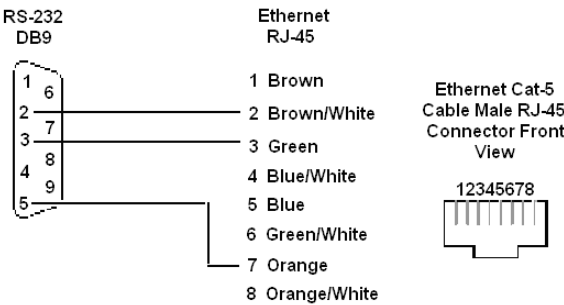 RS-232
DB9
1
6
2
7
3
8
4
9
5
Ethernet
RJ-45
1 Brown
2 Brown/White
3 Green
4 Blue/White
5 Blue
6 Green/White
7 Orange
8 Orange/White
Ethernet Cat-5
Cable Male RJ-45
Connector Front
View
12345678